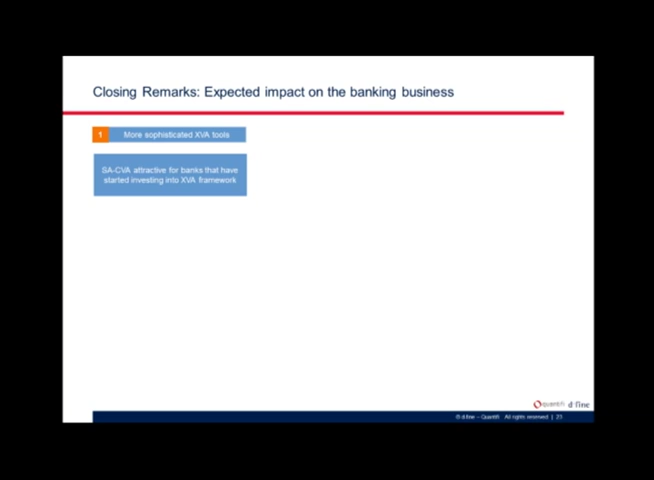 Closing Remarks: Expected impact on the banking business
1 More sophisticated XVA tools
SA-CVA attractive for banks that have
started investing into XVA framework
quantifi d-fine
© d-fine – Quantifi All rights reserved | 23